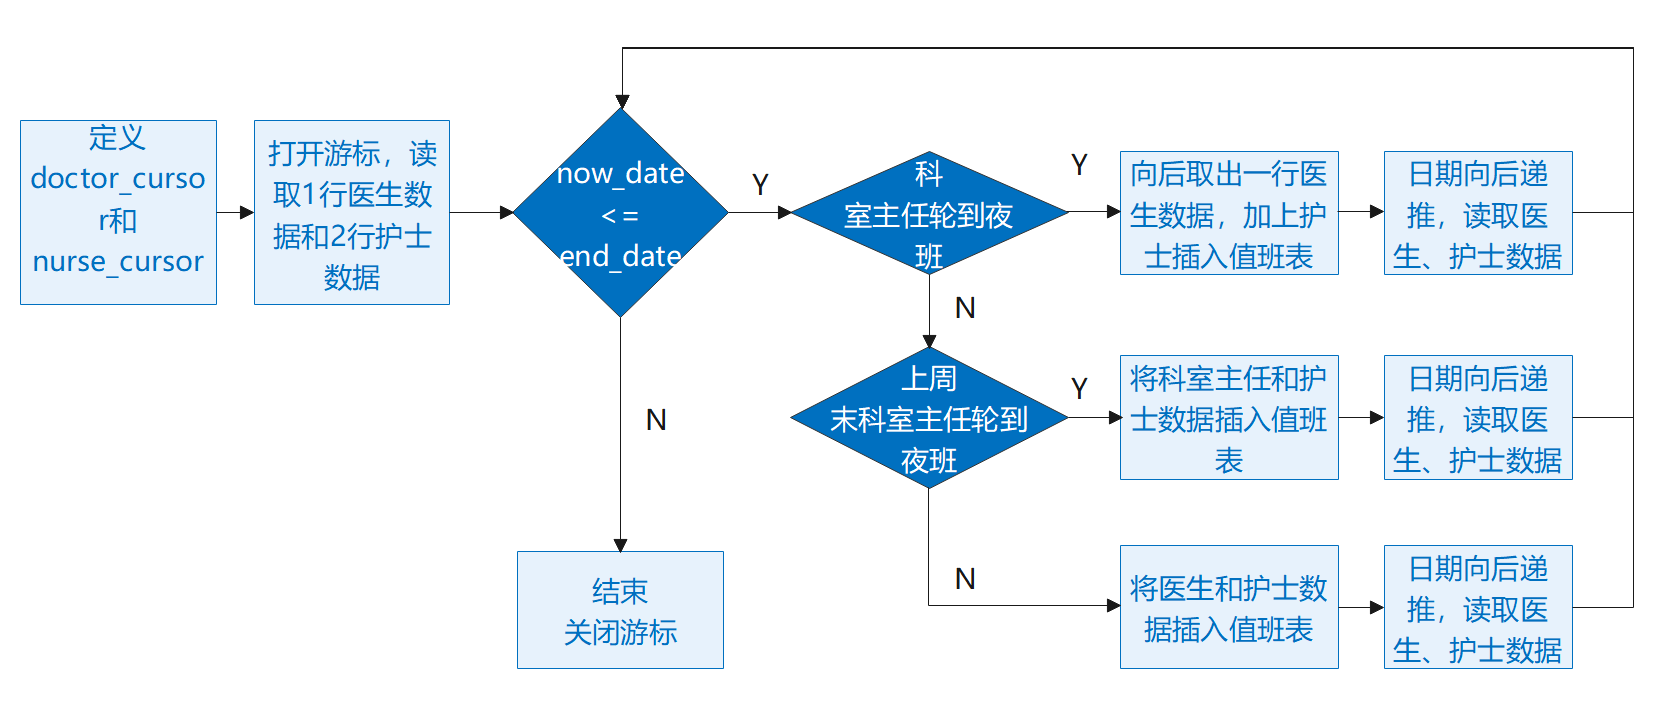 定义
doctor_curso
r和
nurse_cursor
打开游标，读
取1行医生数
据和2行护士
数据
now_date
<=
end_date
Y
科
室主任轮到夜
班
Y
向后取出一行医
生数据，加上护
士插入值班表
日期向后递
推，读取医
生、护士数据
N
上周
末科室主任轮到
夜班
Y
将科室主任和护
士数据插入值班
表
日期向后递
推，读取医
生、护士数据
N
结束
关闭游标
N
将医生和护士数
据插入值班表
日期向后递
推，读取医
生、护士数据